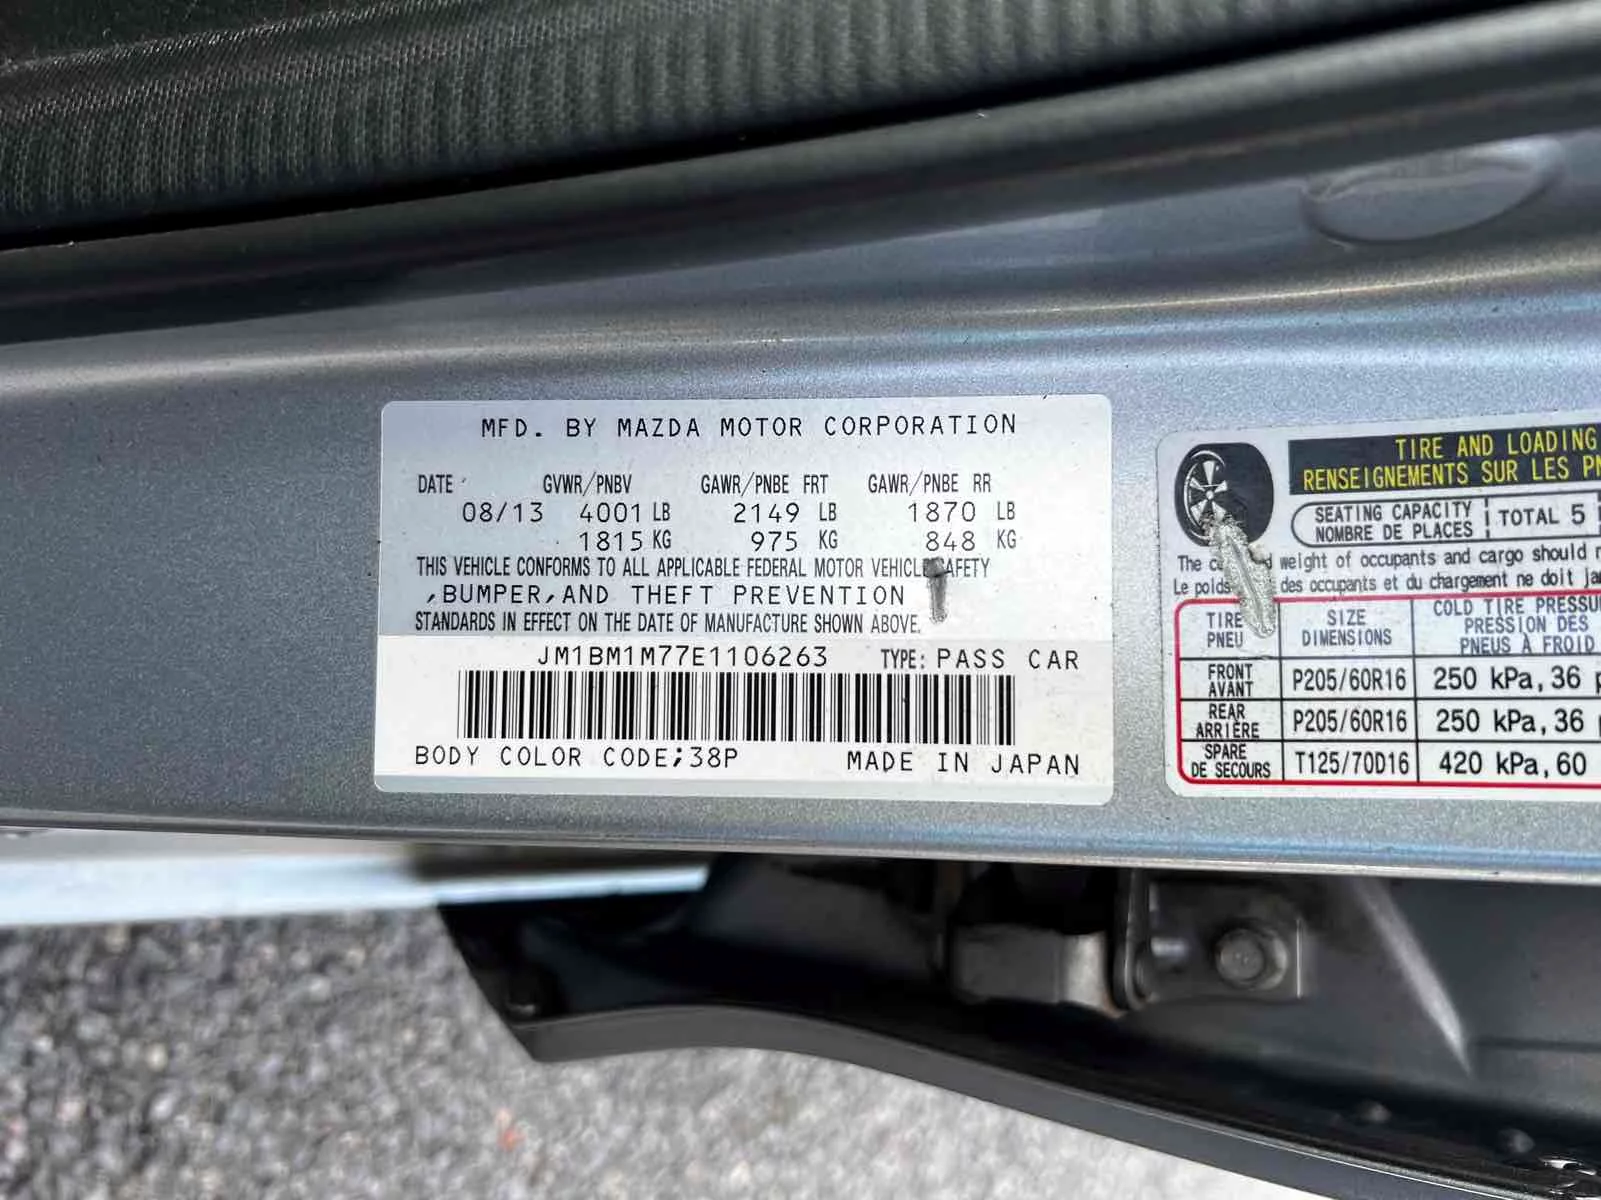 MFD. BY MAZDA MOTOR CORPORATION
DATE GVWR/PNBV GAWR/PNBE FRT GAWR/PNBE RR
08/13 4001 LB 2149 LB 1870 LB
1815 KG 975 KG 848 KG
THIS VEHICLE CONFORMS TO ALL APPLICABLE FEDERAL MOTOR VEHICLE SAFETY
,BUMPER,AND THEFT PREVENTION
STANDARDS IN EFFECT ON THE DATE OF MANUFACTURE SHOWN ABOVE.
JM1BM1M77E1106263 TYPE: PASS CAR
BODY COLOR CODE;38P MADE IN JAPAN
TIRE AND LOADING
RENSEIGNEMENTS SUR LES
SEATING CAPACITY
NOMBRE DE PLACES
TOTAL 5
The weight of occupants and cargo should
Le poids des occupants et du chargement ne doit
TIRE
PNEU
SIZE
DIMENSIONS
COLD TIRE
PRESSION DES
PNEUS À FROID
FRONT
AVANT
P205/60R16 250 kPa, 36
REAR
ARRIÈRE
P205/60R16 250 kPa, 36
SPARE
DE SECOURS
T125/70D16 420 kPa, 60